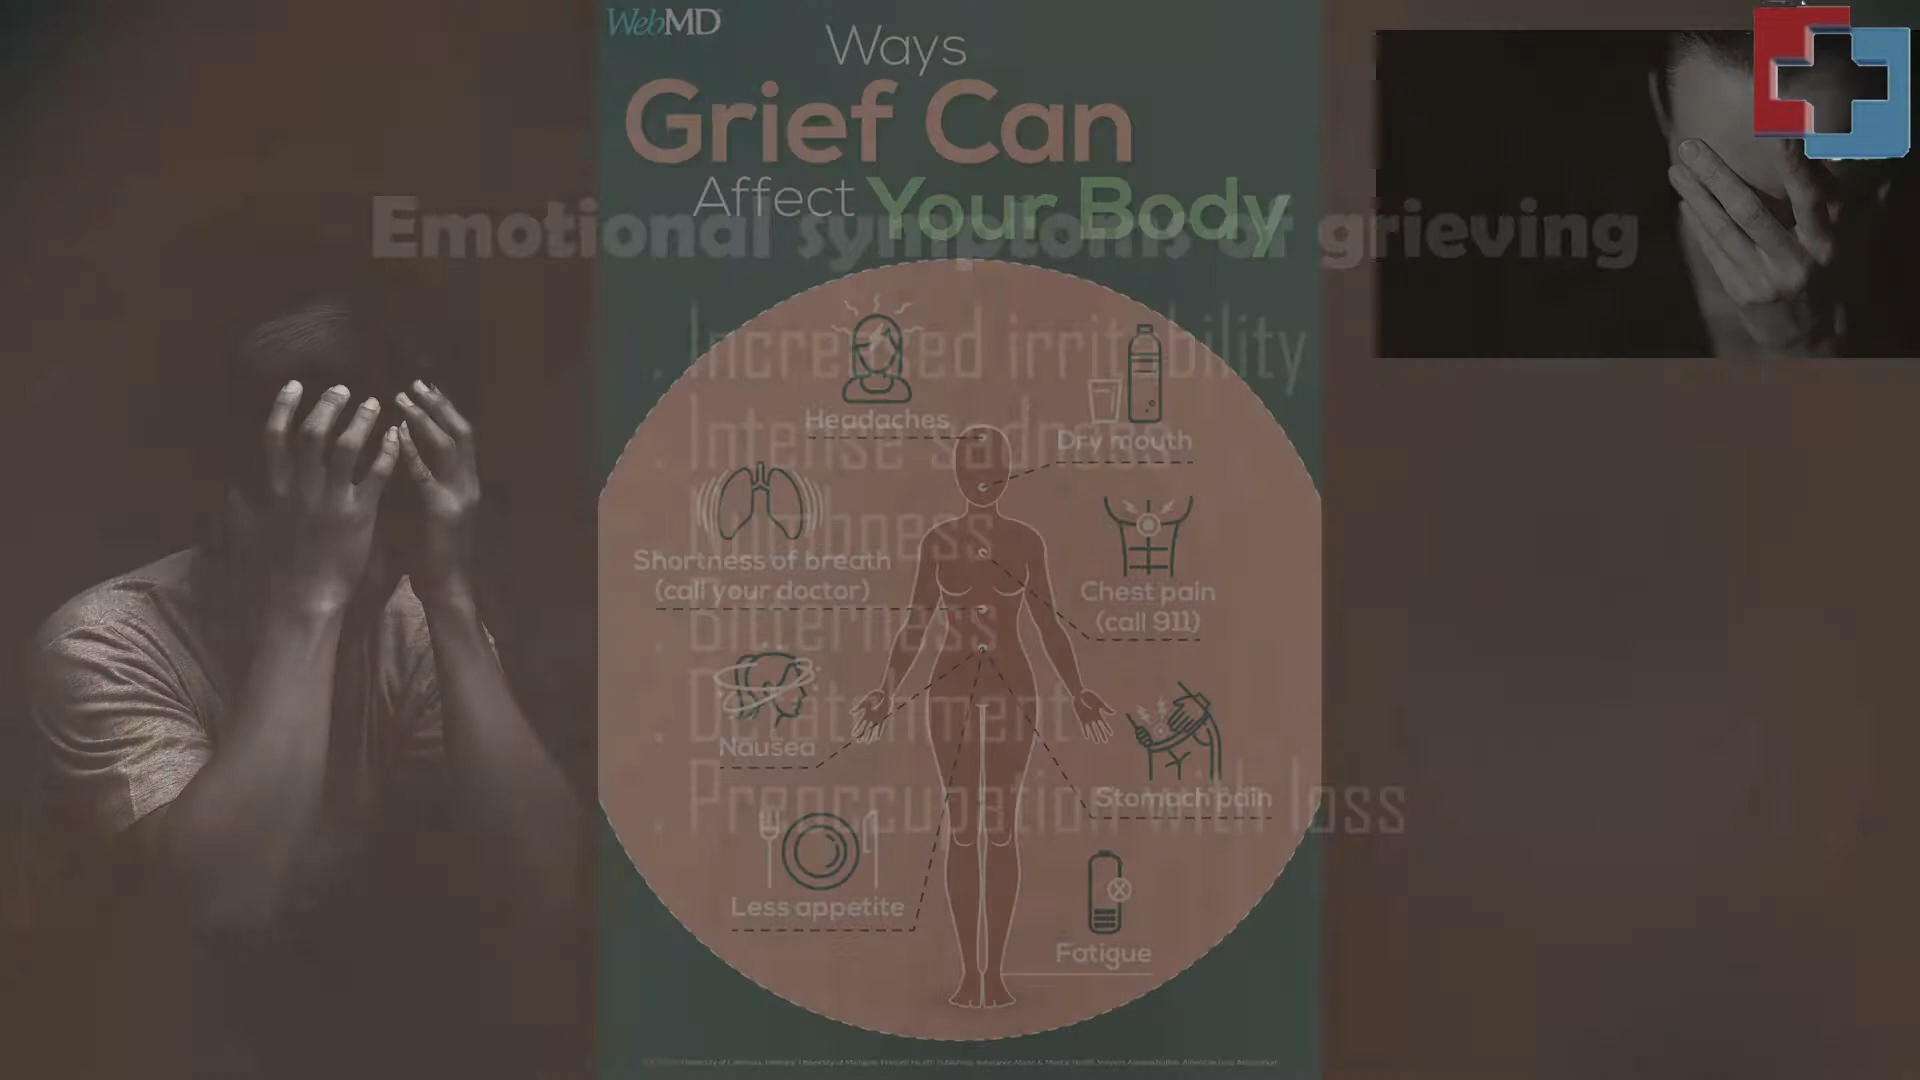 WebMD
Ways
Grief Can
Affect Your Body
Emotional symptoms of grieving
. Increased irritability
. Intense sadness
. Numbness
. Bitterness
. Detatchment
. Preoccupation with loss
Headaches
Dry mouth
Shortness of breath
(call your doctor)
Chest pain
(call 911)
Nausea
Stomach pain
Less appetite
Fatigue